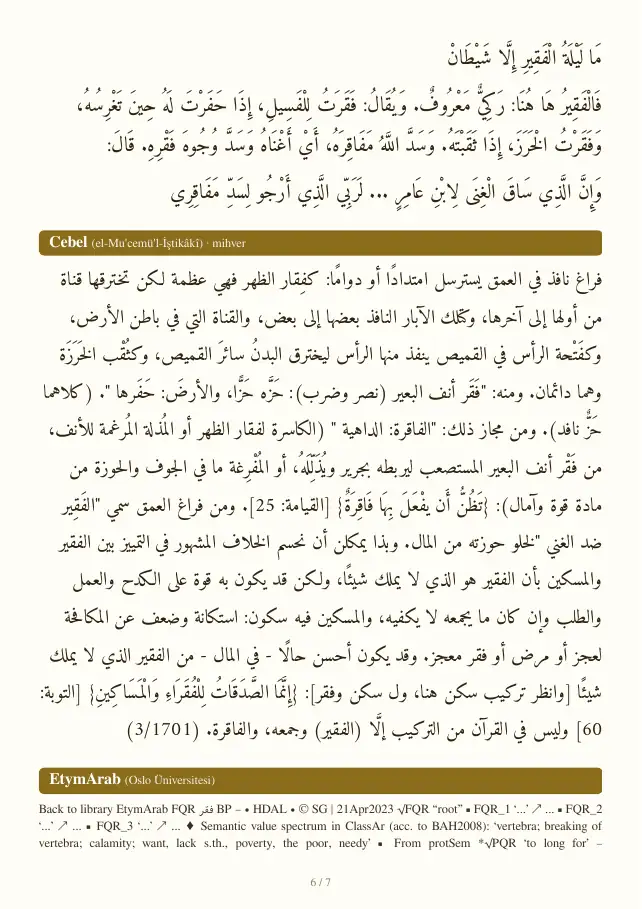 مَا لَيْلَةُ الْفَقِيرِ إِلَّا شَيْطَانْ
فَالْفَقِيرُ هَا هُنَا: رَكِيٌّ مَعْرُوفٌ. وَيُقَالُ: فَقَرَتُ لِلْفَسِيلِ، إِذَا حَفَرْتَ لَهُ حِينَ تَغْرِسُهُ،
وَفَقَرْتُ الْخَرَزَ، إِذَا ثَقَبْتَهُ. وَسَدَّ اللَّهُ مَفَاقِرَهُ، أَيْ أَغْنَاهُ وَسَدَّ وُجُوهَ فَقْرِهِ. قَالَ:
وَإِنَّ الَّذِي سَاقَ الْغِنَى لِابْنِ عَامِرٍ ... لَرَبِّي الَّذِي أَرْجُو لِسَدِّ مَفَاقِرِي
Cebel (el-Mu'cemü'l-İştikâkî) · mihver
فراغ نافذ في العمق يسترسل امتدادًا أو دوامًا: كفِقار الظهر فهي عظمة لكن تخترقها قناة
من أولها إلى آخرها، وكتلك الآبار النافذ بعضها إلى بعض، والقناة التي في باطن الأرض،
وكفَتْحة الرأس في القميص ينفذ منها الرأس ليخترق البدنُ سائرَ القميص، وكثُقْب الخَرَزَة
وهما دائمان. ومنه: "فَقَر أنف البعير (نصر وضرب): حَزَّه حَزًّا، والأرضَ: حَفَرها ". (كلاهما
حَزٌّ نافد). ومن مجاز ذلك: "الفاقرة: الداهية " (الكاسرة لفقار الظهر أو المُذلة المُرغمة للأنف،
من فَقْر أنف البعير المستصعب ليربطه بجرير ويُذَلِّلَهُ، أو المُفْرِغة ما في الجوف والحوزة من
مادة قوة وآمال): {تَظُنُّ أَن يفْعَلَ بِهَا فَاقِرَةٌ} [القيامة: 25]. ومن فراغ العمق سمي "الفَقِير
ضد الغني "لخلو حوزته من المال. وبذا يمكلن أن نحسم الخلاف المشهور في التمييز بين الفقير
والمسكين بأن الفقير هو الذي لا يملك شيئًا، ولكن قد يكون به قوة على الكدح والعمل
والطلب وإن كان ما يجمعه لا يكفيه، والمسكين فيه سكون: استكانة وضعف عن المكافحة
لعجز أو مرض أو فقر معجز. وقد يكون أحسن حالًا - في المال - من الفقير الذي لا يملك
شيئًا [وانظر تركيب سكن هنا، ول سكن وفقر]: {إِنَّمَا الصَّدَقَاتُ لِلْفُقَرَاءِ وَالْمَسَاكِينِ} [التوبة:
60] وليس في القرآن من التركيب إلَّا (الفقير) وجمعه، والفاقرة. (3/1701)
EtymArab (Oslo Üniversitesi)
Back to library EtymArab FQR فقر BP – • HDAL • © SG | 21Apr2023 √FQR “root” ▪ FQR_1 ‘...’ ↗ ... ▪ FQR_2
‘...’ ↗ ... ▪ FQR_3 ‘...’ ↗ ... ♦ Semantic value spectrum in ClassAr (acc. to BAH2008): ‘vertebra; breaking of
vertebra; calamity; want, lack s.th., poverty, the poor, needy’ ▪ From protSem *√PQR ‘to long for’ –
6 / 7